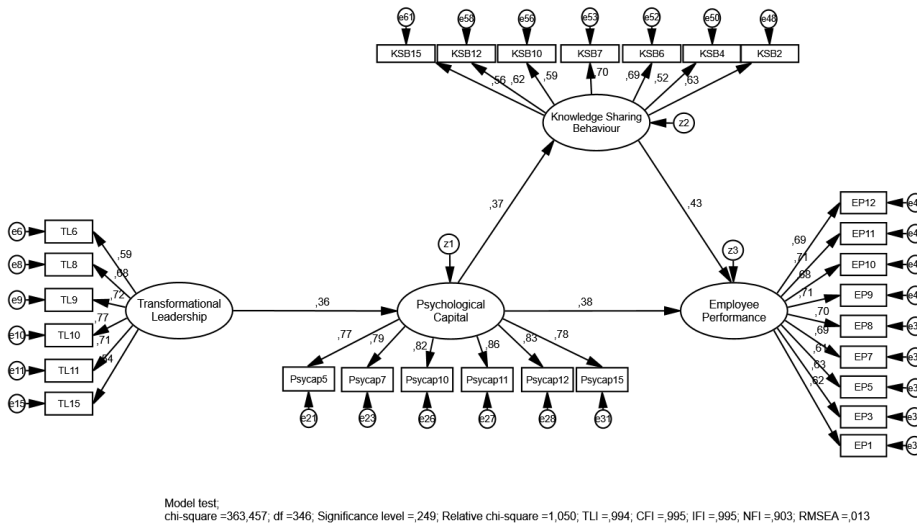 e61
e58
e56
e53
e52
e50
e48
KSB15
KSB12
KSB10
KSB7
KSB6
KSB4
KSB2
,56
,62
,59
,70
,69
,52
,63
Knowledge Sharing
Behaviour
z2
,37
,43
e6
TL6
e8
TL8
e9
TL9
e10
TL10
e11
TL11
e15
TL15
,59
,68
,72
,77
,71
Transformational
Leadership
,36
z1
Psychological
Capital
,38
z3
Employee
Performance
,77
,79
,82
,86
,83
,78
Psycap5
Psycap7
Psycap10
Psycap11
Psycap12
Psycap15
e21
e23
e26
e27
e28
e31
,69
,71
,68
,71
,70
,69
,61
,63
,62
EP12
EP11
EP10
EP9
EP8
EP7
EP5
EP3
EP1
Model test;
chi-square =363,457; df =346; Significance level =,249; Relative chi-square =1,050; TLI =,994; CFI =,995; IFI =,995; NFI =,903; RMSEA =,013